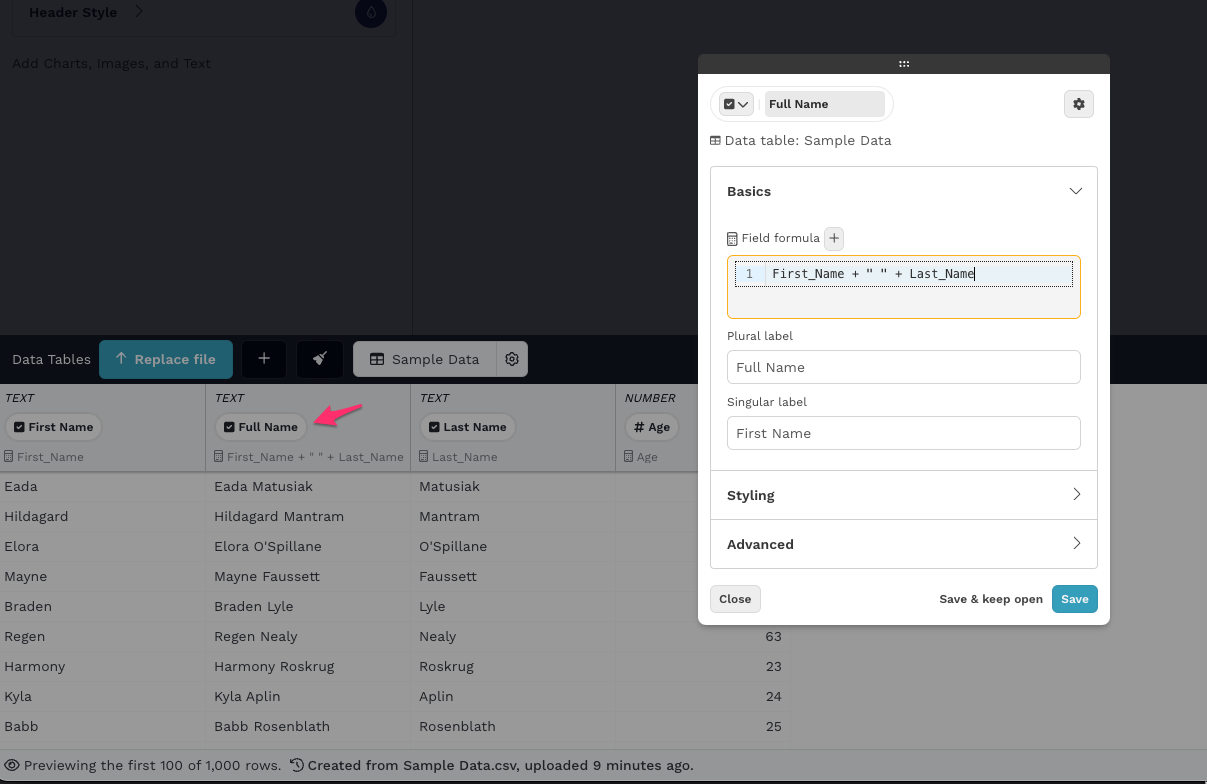 Header Style
Add Charts, Images, and Text
Full Name
Data table: Sample Data
Basics
Field formula
1 First_Name + " " + Last_Name
Plural label
Full Name
Singular label
First Name
Styling
Advanced
Close Save & keep open Save
Data Tables Replace file Sample Data
TEXT TEXT TEXT NUMBER
First Name Full Name Last Name # Age
First_Name First_Name + " " + Last_Name Last_Name Age
Eada Eada Matusiak Matusiak
Hildagard Hildagard Mantram Mantram
Elora Elora O'Spillane O'Spillane
Mayne Mayne Faussett Faussett
Braden Braden Lyle Lyle
Regen Regen Nealy Nealy 63
Harmony Harmony Roskrug Roskrug 23
Kyla Kyla Aplin Aplin 24
Babb Babb Rosenblath Rosenblath 25
Previewing the first 100 of 1,000 rows. Created from Sample Data.csv, uploaded 9 minutes ago.